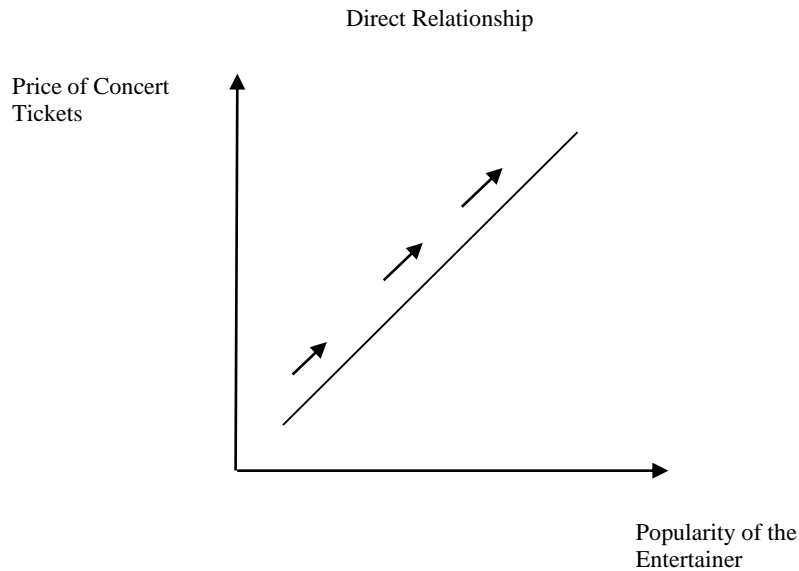 Direct Relationship
Price of Concert
Tickets
Popularity of the
Entertainer